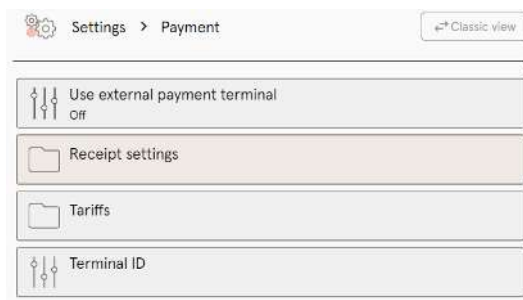 Settings > Payment
Classic view
Use external payment terminal
Off
Receipt settings
Tariffs
Terminal ID